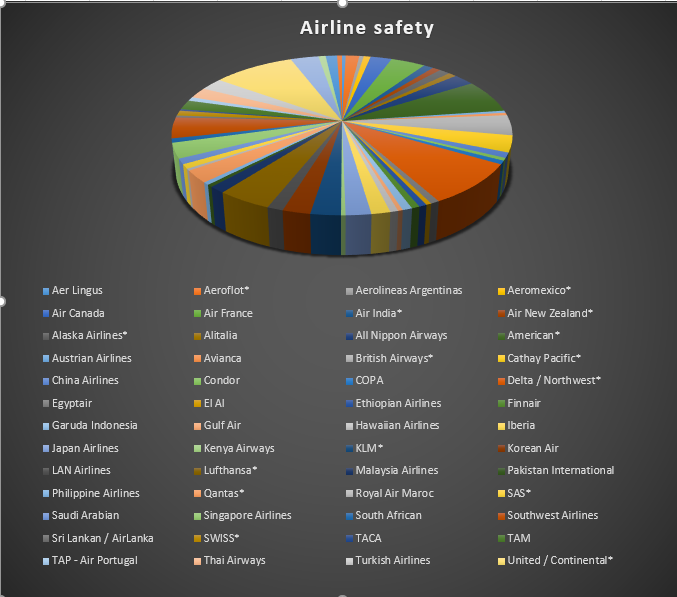 Airline safety
Aer Lingus Aeroflot* Aerolineas Argentinas Aeromexico*
Air Canada Air France Air India* Air New Zealand*
Alaska Airlines* Alitalia All Nippon Airways American*
Austrian Airlines Avianca British Airways* Cathay Pacific*
China Airlines Condor COPA Delta / Northwest*
Egyptair El Al Ethiopian Airlines Finnair
Garuda Indonesia Gulf Air Hawaiian Airlines Iberia
Japan Airlines Kenya Airways KLM* Korean Air
LAN Airlines Lufthansa* Malaysia Airlines Pakistan International
Philippine Airlines Qantas* Royal Air Maroc SAS*
Saudi Arabian Singapore Airlines South African Southwest Airlines
Sri Lankan / AirLanka SWISS* TACA TAM
TAP - Air Portugal Thai Airways Turkish Airlines United / Continental*